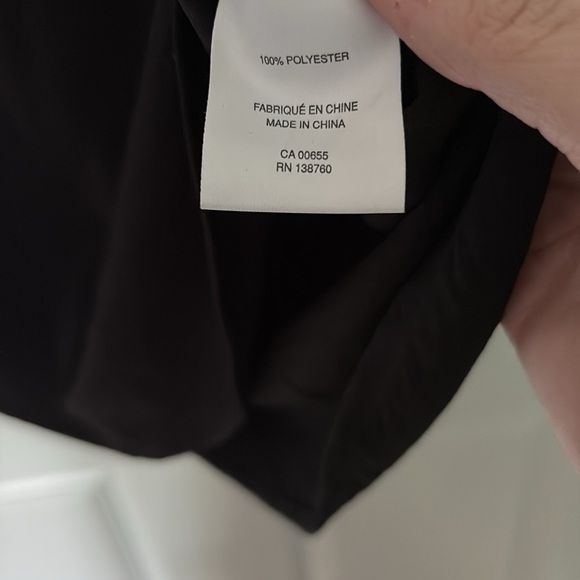 100% POLYESTER
FABRIQUÉ EN CHINE
MADE IN CHINA
CA 00655
RN 138760